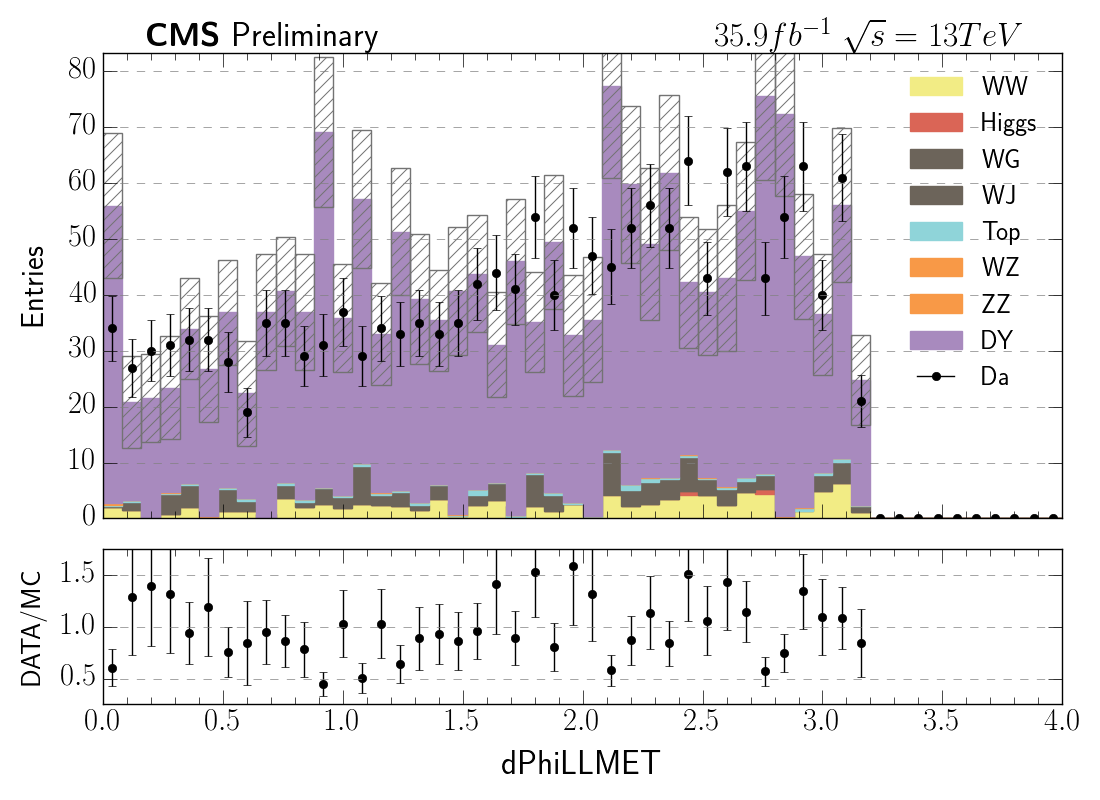 CMS Preliminary 35.9fb⁻¹ √s = 13TeV
80
70
60
50
40
30
20
10
0
Entries
WW
Higgs
WG
WJ
Top
WZ
ZZ
DY
Da
1.5
1.0
0.5
DATA/MC
0.0 0.5 1.0 1.5 2.0 2.5 3.0 3.5 4.0
dPhiLLMET